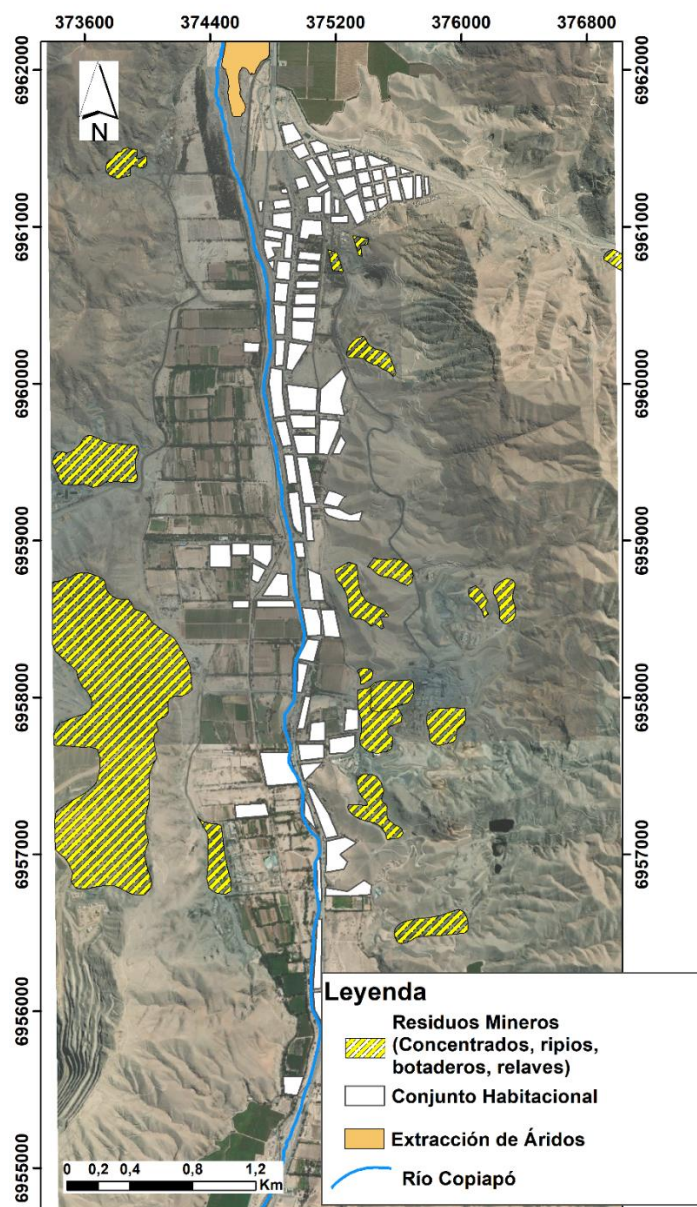 373600 374400 375200 376000 376800
6962000 6962000
N
6961000 6961000
6960000 6960000
6959000 6959000
6958000 6958000
6957000 6957000
6956000
6955000
Leyenda
Residuos Mineros
(Concentrados, ripios,
botaderos, relaves)
Conjunto Habitacional
Extracción de Áridos
Río Copiapó
0 0,2 0,4 0,8 1,2
Km